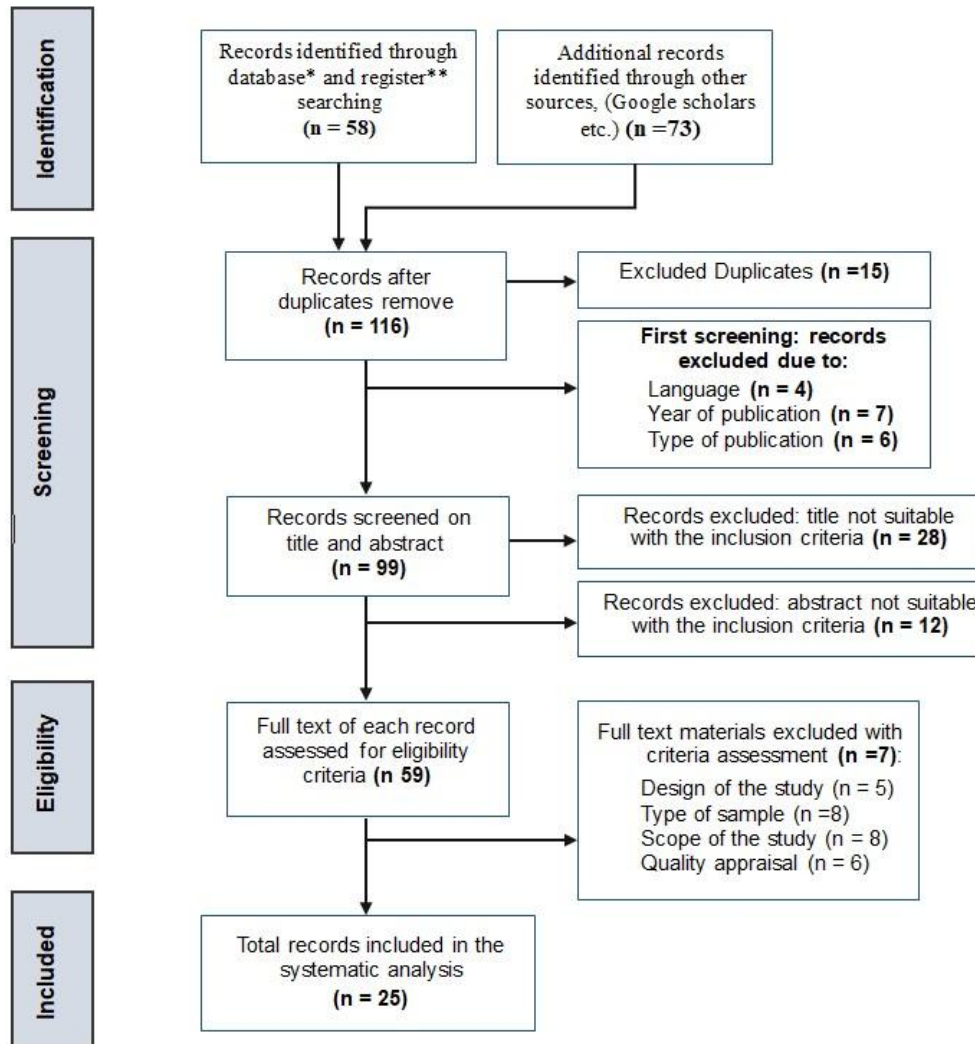 Identification
Records identified through
database* and register**
searching
(n = 58)
Additional records
identified through other
sources, (Google scholars
etc.) (n =73)
Screening
Records after
duplicates remove
(n = 116)
Excluded Duplicates (n =15)
First screening: records
excluded due to:
Language (n = 4)
Year of publication (n = 7)
Type of publication (n = 6)
Records screened on
title and abstract
(n = 99)
Records excluded: title not suitable
with the inclusion criteria (n = 28)
Records excluded: abstract not suitable
with the inclusion criteria (n = 12)
Eligibility
Full text of each record
assessed for eligibility
criteria (n 59)
Full text materials excluded with
criteria assessment (n =7):
Design of the study (n = 5)
Type of sample (n =8)
Scope of the study (n = 8)
Quality appraisal (n = 6)
Included
Total records included in the
systematic analysis
(n = 25)